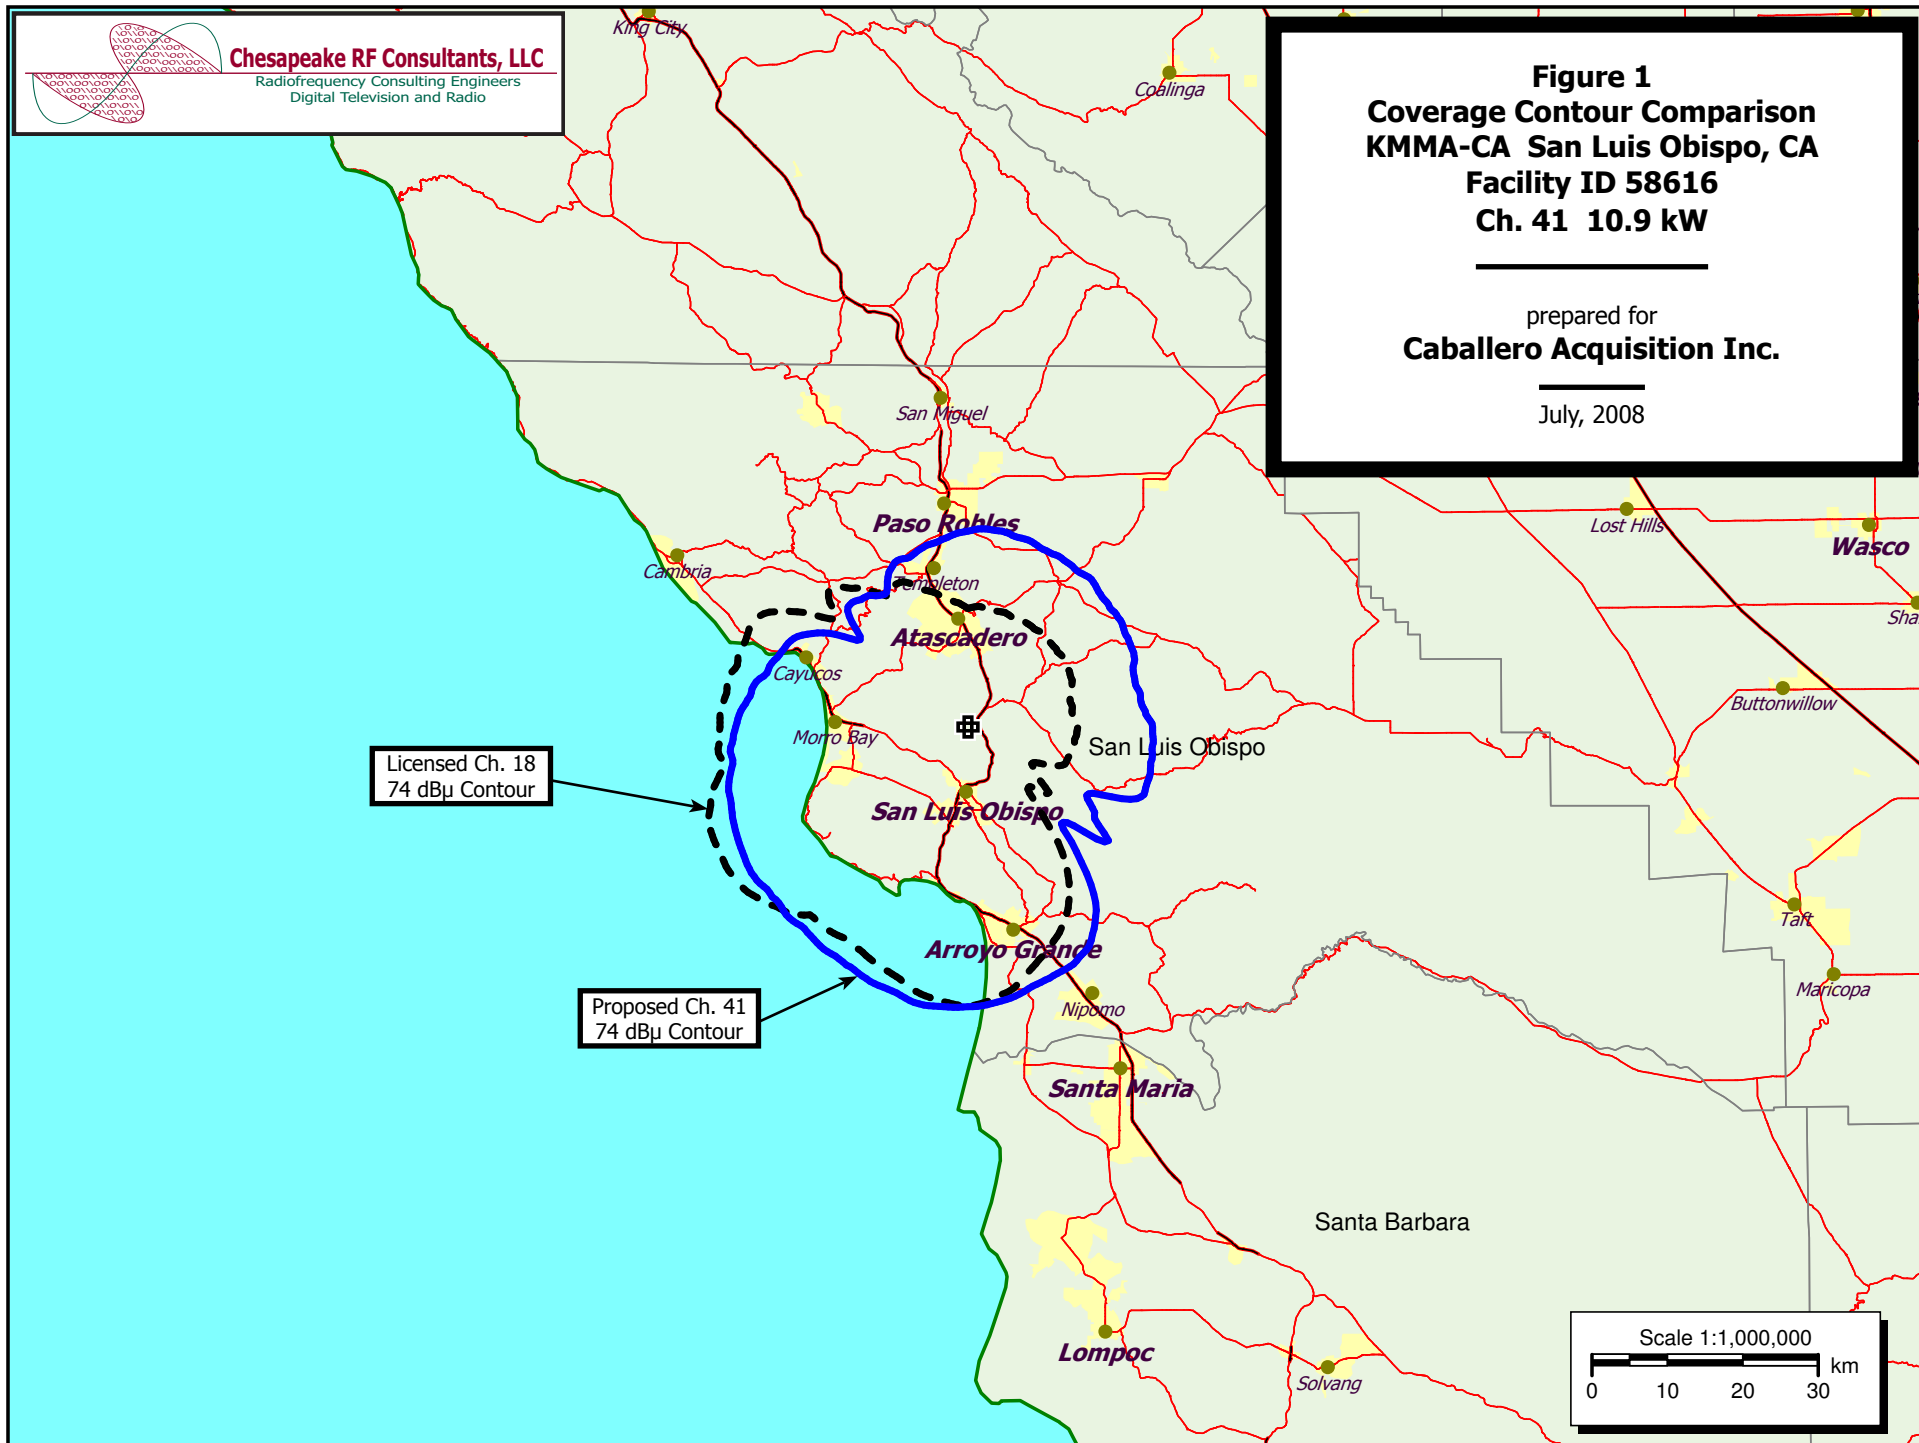 Chesapeake RF Consultants, LLC
Radiofrequency Consulting Engineers
Digital Television and Radio
Figure 1
Coverage Contour Comparison
KMMA-CA San Luis Obispo, CA
Facility ID 58616
Ch. 41 10.9 kW
prepared for
Caballero Acquisition Inc.
July, 2008
King City
Coalinga
San Miguel
Paso Robles
Lost Hills
Wasco
Cambria
Templeton
Sha
Atascadero
Cayucos
Buttonwillow
Morro Bay
San Luis Obispo
Licensed Ch. 18
74 dBµ Contour
San Luis Obispo
Taft
Arroyo Grande
Maricopa
Nipomo
Proposed Ch. 41
74 dBµ Contour
Santa Maria
Santa Barbara
Lompoc
Solvang
Scale 1:1,000,000
km
0 10 20 30